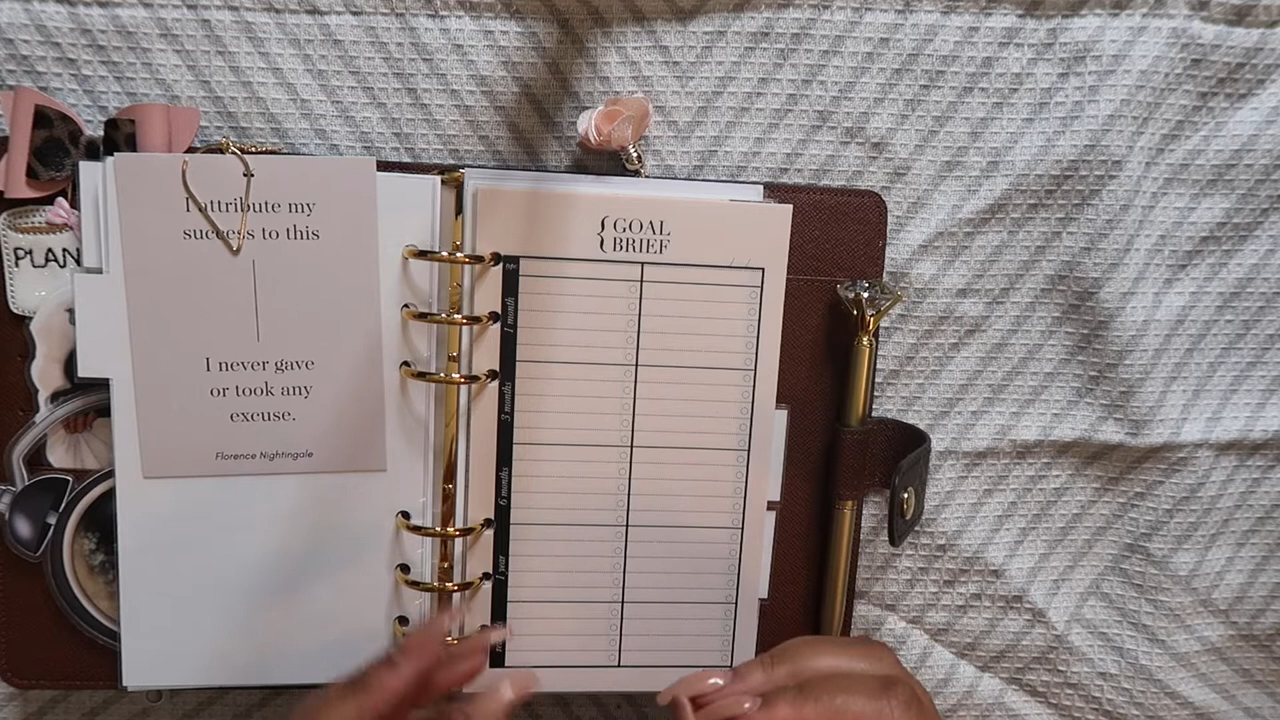 PLAN
I attribute my
success to this
I never gave
or took any
excuse.
Florence Nightingale
GOAL
BRIEF
1 month
3 months
6 months
1 year